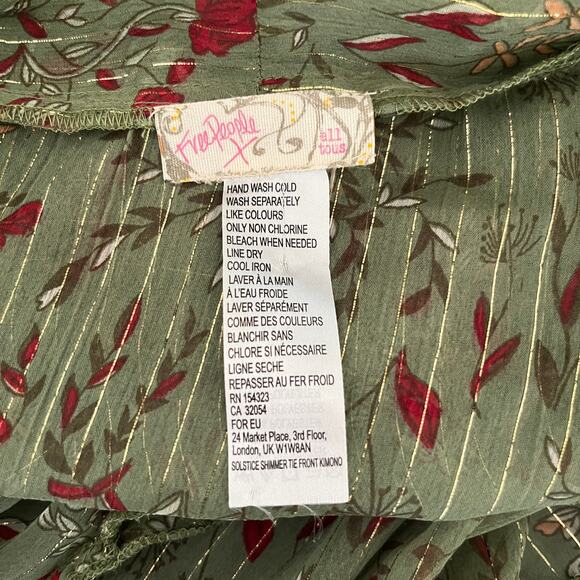 Free People
all
tous
HAND WASH COLD
WASH SEPARATELY
LIKE COLOURS
ONLY NON CHLORINE
BLEACH WHEN NEEDED
LINE DRY
COOL IRON
LAVER À LA MAIN
À L'EAU FROIDE
LAVER SÉPARÉMENT
COMME DES COULEURS
BLANCHIR SANS
CHLORE SI NÉCESSAIRE
LIGNE SECHE
REPASSER AU FER FROID
RN 154323
CA 32054
FOR EU
24 Market Place, 3rd Floor,
London, UK W1W8AN
SOLSTICE SHIMMER TIE FRONT KIMONO